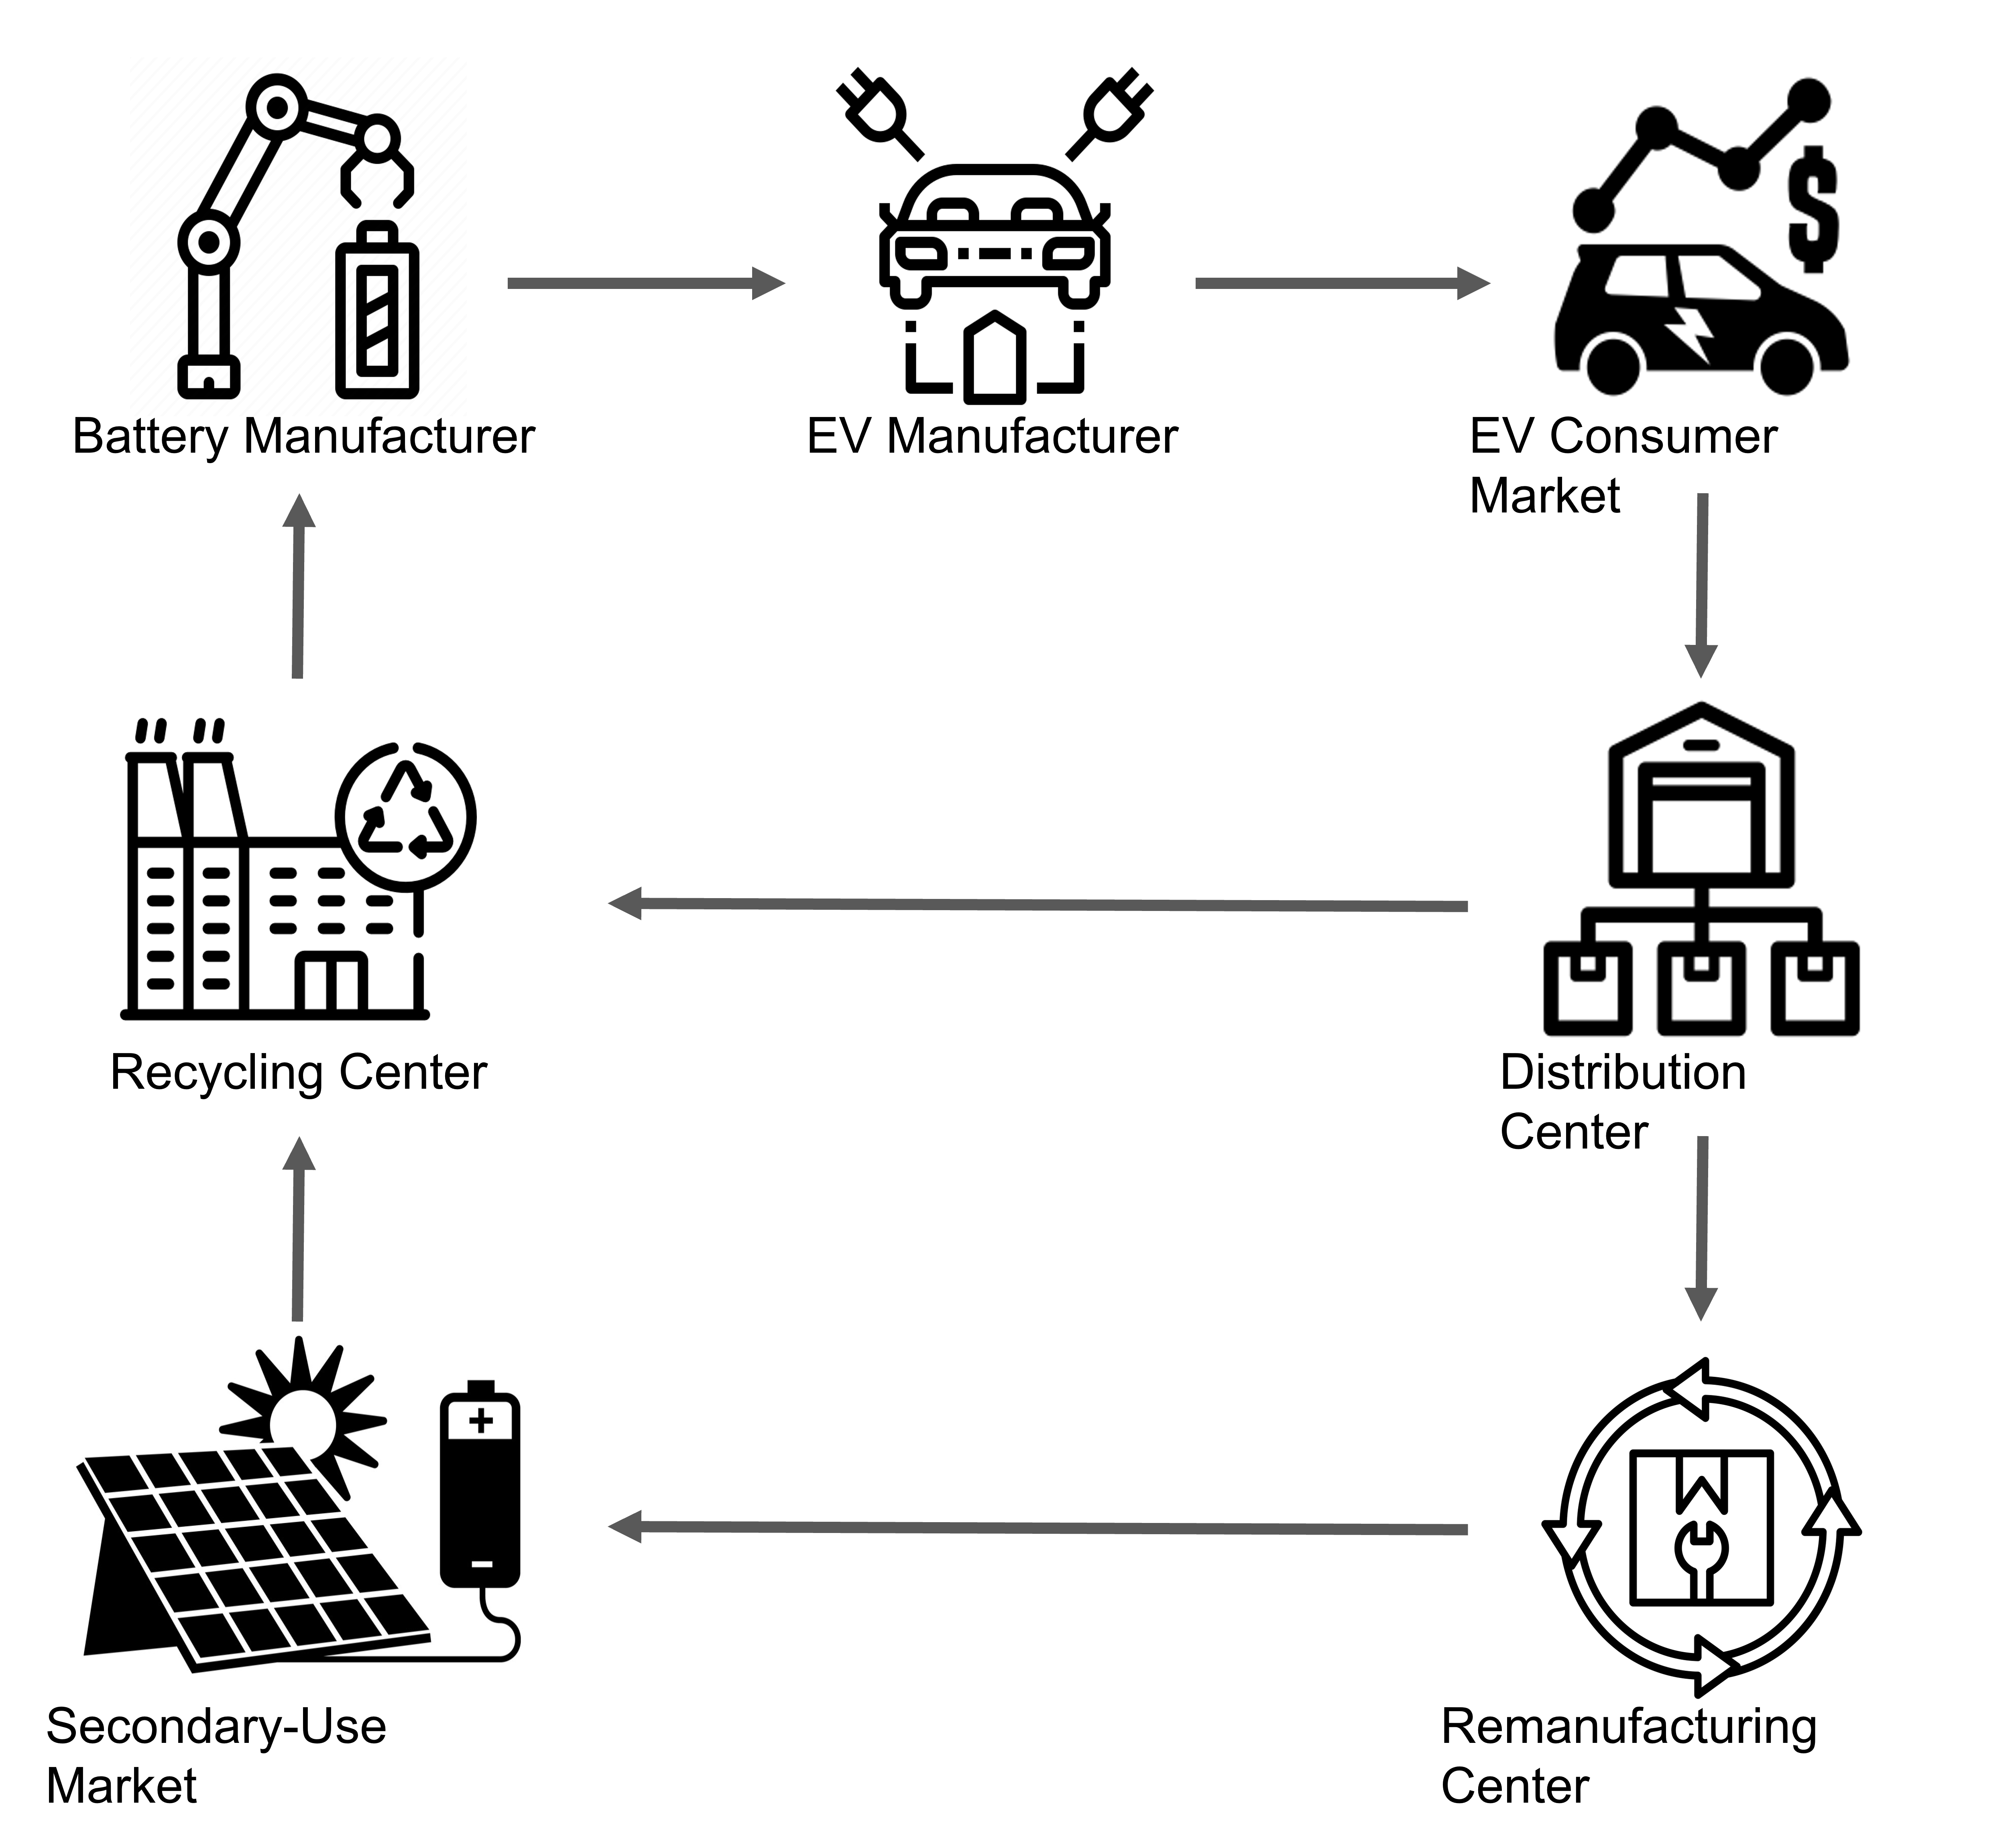 Battery Manufacturer
EV Manufacturer
EV Consumer
Market
Recycling Center
Distribution
Center
Secondary-Use
Market
Remanufacturing
Center